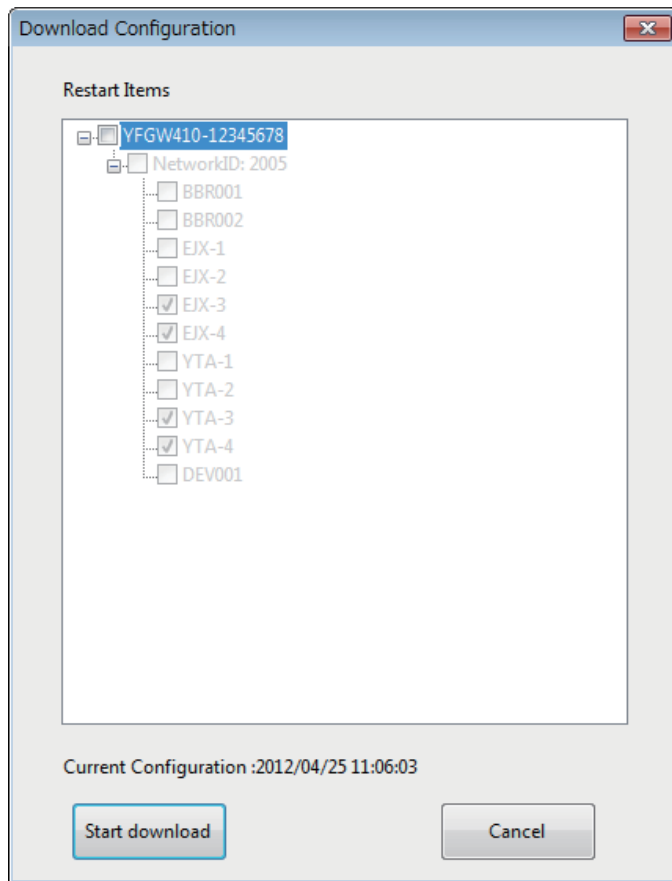 Download Configuration
Restart Items
YFGW410-12345678
NetworkID: 2005
BBR001
BBR002
EJX-1
EJX-2
EJX-3
EJX-4
YTA-1
YTA-2
YTA-3
YTA-4
DEV001
Current Configuration :2012/04/25 11:06:03
Start download
Cancel